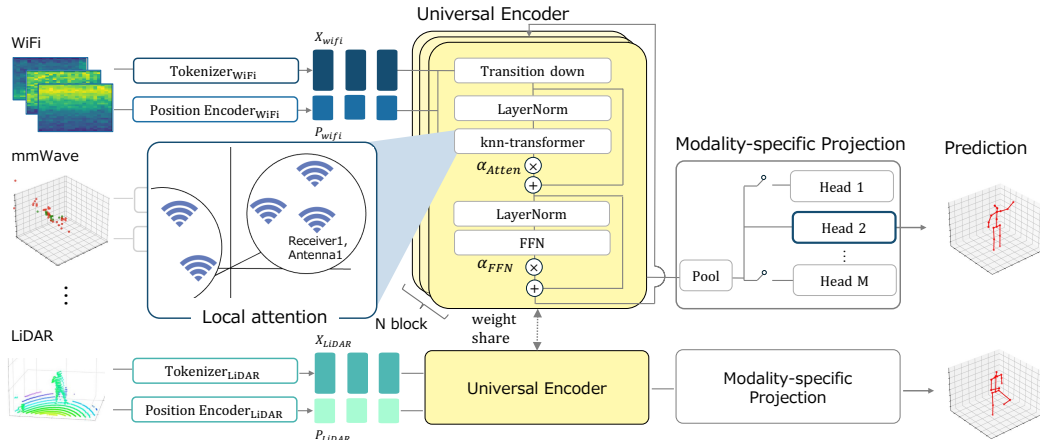 Universal Encoder
WiFi
X_wifi
Tokenizer_WiFi
Position Encoder_WiFi
P_wifi
Transition down
LayerNorm
knn-transformer
α_Atten
×
+
LayerNorm
FFN
α_FFN
×
+
mmWave
Receiver1,
Antenna1
Local attention
N block
⋮
Modality-specific Projection
Pool
Head 1
Head 2
⋮
Head M
Prediction
weight
share
LiDAR
X_LiDAR
Tokenizer_LiDAR
Position Encoder_LiDAR
P_LiDAR
Universal Encoder
Modality-specific
Projection